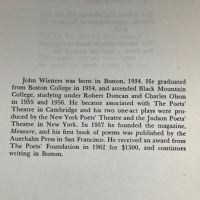 John Wieners was born in Boston, 1934. He graduated
from Boston College in 1954, and attended Black Mountain
College, studying under Robert Duncan and Charles Olson
in 1955 and 1956. He became associated with The Poets'
Theatre in Cambridge and his two one-act plays were pro-
duced by the New York Poets' Theatre and the Judson Poets'
Theatre in New York. In 1957 he founded the magazine,
Measure, and his first book of poems was published by the
Auerhahn Press in San Francisco. He received an award from
The Poets' Foundation in 1962 for $1500, and continues
writing in Boston.